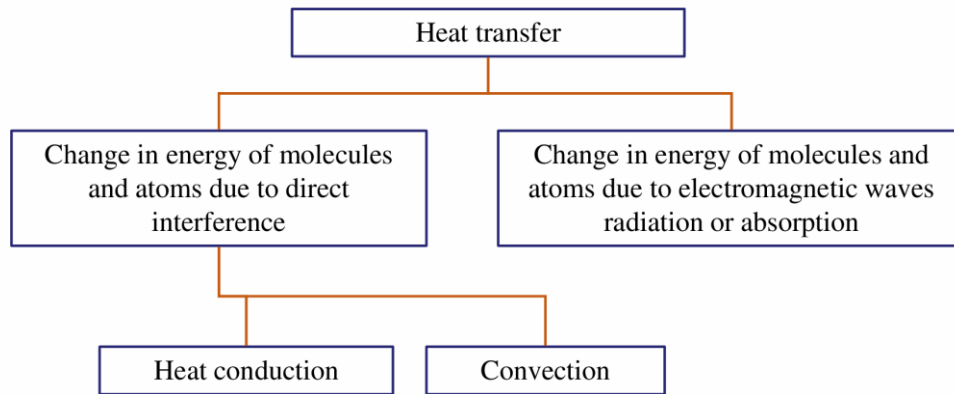 Heat transfer
Change in energy of molecules
and atoms due to direct
interference
Change in energy of molecules and
atoms due to electromagnetic waves
radiation or absorption
Heat conduction
Convection